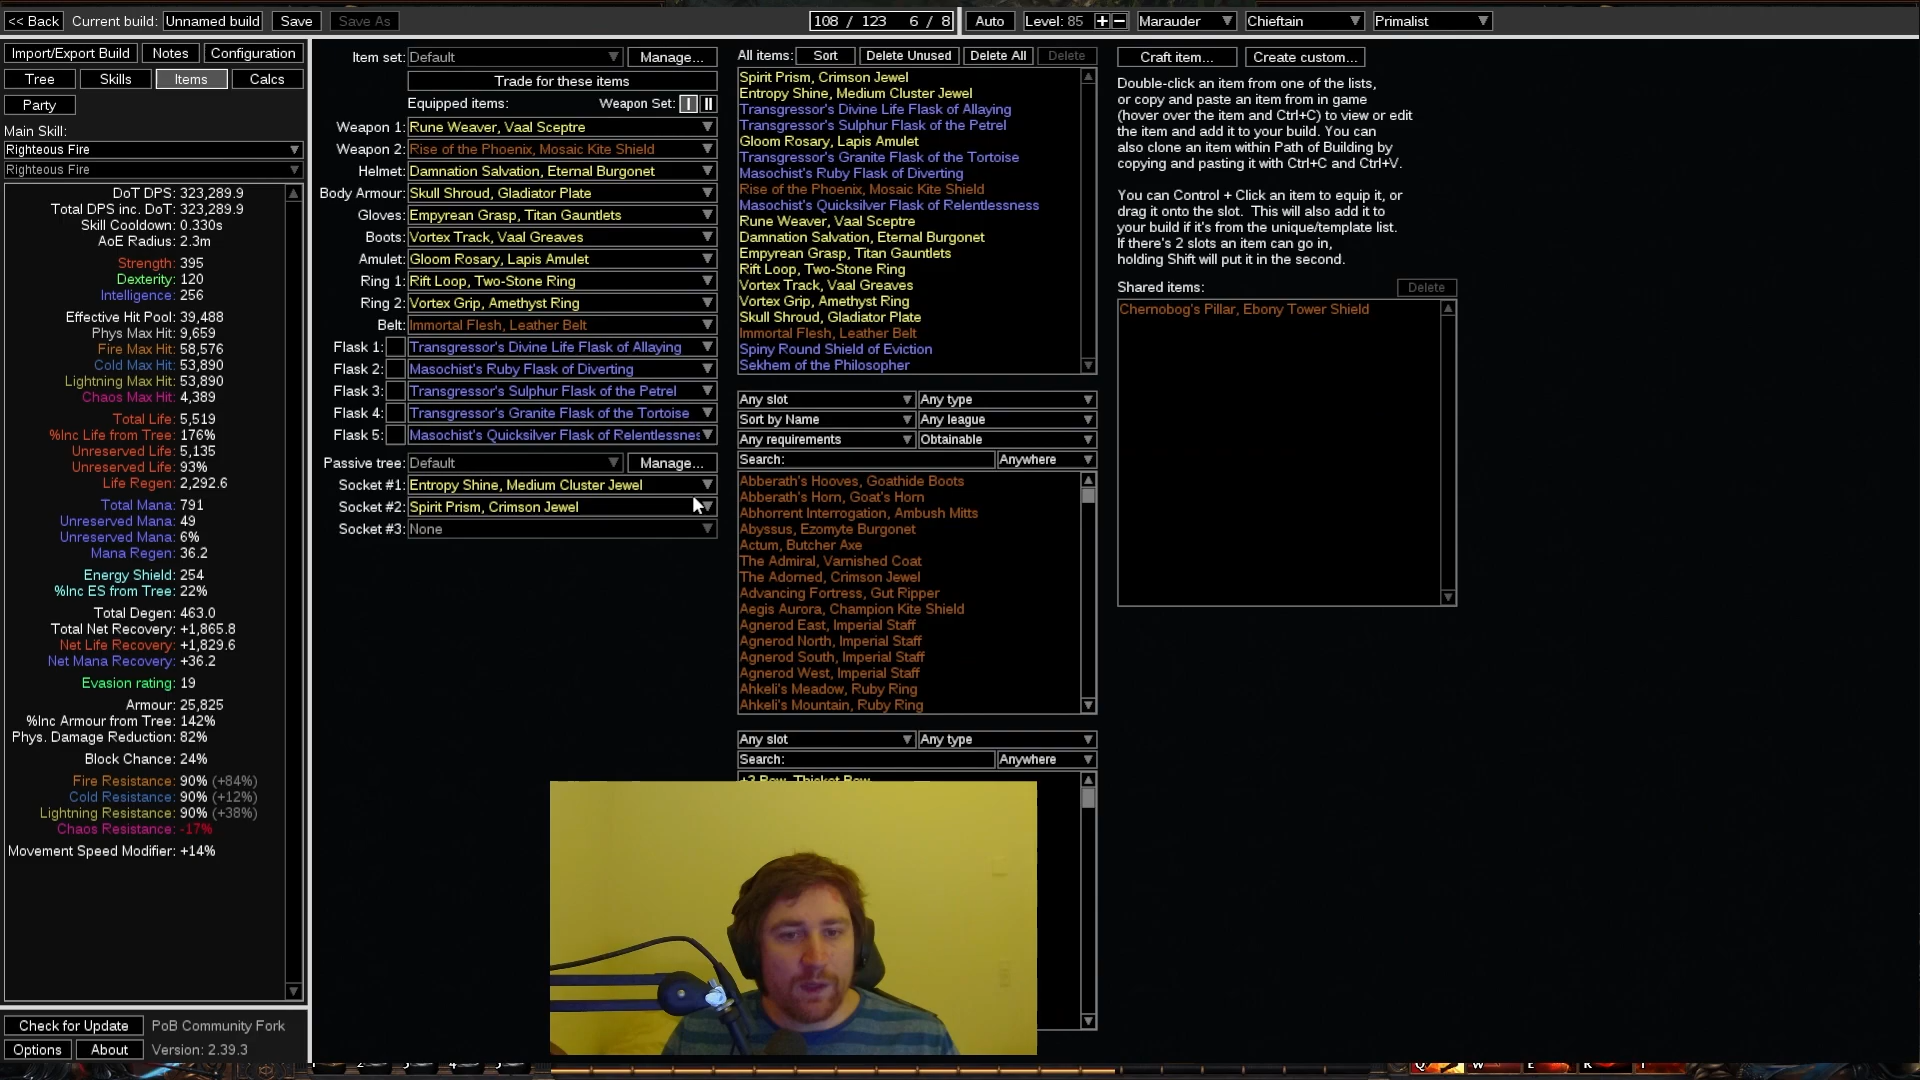 << Back
Current build:
Unnamed build
Save
Save As
108 / 123 6 / 8
Auto
Level: 85
+
−
Marauder
Chieftain
Primalist
Import/Export Build
Notes
Configuration
Tree
Skills
Items
Calcs
Party
Main Skill:
Righteous Fire
Righteous Fire
DoT DPS: 323,289.9
Total DPS inc. DoT: 323,289.9
Skill Cooldown: 0.330s
AoE Radius: 2.3m
Strength: 395
Dexterity: 120
Intelligence: 256
Effective Hit Pool: 39,488
Phys Max Hit: 9,659
Fire Max Hit: 58,576
Cold Max Hit: 53,890
Lightning Max Hit: 53,890
Chaos Max Hit: 4,389
Total Life: 5,519
%Inc Life from Tree: 176%
Unreserved Life: 5,135
Unreserved Life: 93%
Life Regen: 2,292.6
Total Mana: 791
Unreserved Mana: 49
Unreserved Mana: 6%
Mana Regen: 36.2
Energy Shield: 254
%Inc ES from Tree: 22%
Total Degen: 463.0
Total Net Recovery: +1,865.8
Net Life Recovery: +1,829.6
Net Mana Recovery: +36.2
Evasion rating: 19
Armour: 25,825
%Inc Armour from Tree: 142%
Phys. Damage Reduction: 82%
Block Chance: 24%
Fire Resistance: 90% (+84%)
Cold Resistance: 90% (+12%)
Lightning Resistance: 90% (+38%)
Chaos Resistance: -17%
Movement Speed Modifier: +14%
Check for Update
PoB Community Fork
Options
About
Version: 2.39.3
Item set: Default
Manage...
Trade for these items
Equipped items:
Weapon Set: I II
Weapon 1: Rune Weaver, Vaal Sceptre
Weapon 2: Rise of the Phoenix, Mosaic Kite Shield
Helmet: Damnation Salvation, Eternal Burgonet
Body Armour: Skull Shroud, Gladiator Plate
Gloves: Empyrean Grasp, Titan Gauntlets
Boots: Vortex Track, Vaal Greaves
Amulet: Gloom Rosary, Lapis Amulet
Ring 1: Rift Loop, Two-Stone Ring
Ring 2: Vortex Grip, Amethyst Ring
Belt: Immortal Flesh, Leather Belt
Flask 1: Transgressor's Divine Life Flask of Allaying
Flask 2: Masochist's Ruby Flask of Diverting
Flask 3: Transgressor's Sulphur Flask of the Petrel
Flask 4: Transgressor's Granite Flask of the Tortoise
Flask 5: Masochist's Quicksilver Flask of Relentlessnes
Passive tree: Default
Manage...
Socket #1: Entropy Shine, Medium Cluster Jewel
Socket #2: Spirit Prism, Crimson Jewel
Socket #3: None
All items:
Sort
Delete Unused
Delete All
Delete
Spirit Prism, Crimson Jewel
Entropy Shine, Medium Cluster Jewel
Transgressor's Divine Life Flask of Allaying
Transgressor's Sulphur Flask of the Petrel
Gloom Rosary, Lapis Amulet
Transgressor's Granite Flask of the Tortoise
Masochist's Ruby Flask of Diverting
Rise of the Phoenix, Mosaic Kite Shield
Masochist's Quicksilver Flask of Relentlessness
Rune Weaver, Vaal Sceptre
Damnation Salvation, Eternal Burgonet
Empyrean Grasp, Titan Gauntlets
Rift Loop, Two-Stone Ring
Vortex Track, Vaal Greaves
Vortex Grip, Amethyst Ring
Skull Shroud, Gladiator Plate
Immortal Flesh, Leather Belt
Spiny Round Shield of Eviction
Sekhem of the Philosopher
Any slot
Any type
Sort by Name
Any league
Any requirements
Obtainable
Search:
Anywhere
Abberath's Hooves, Goathide Boots
Abberath's Horn, Goat's Horn
Abhorrent Interrogation, Ambush Mitts
Abyssus, Ezomyte Burgonet
Actum, Butcher Axe
The Admiral, Varnished Coat
The Adorned, Crimson Jewel
Advancing Fortress, Gut Ripper
Aegis Aurora, Champion Kite Shield
Agnerod East, Imperial Staff
Agnerod North, Imperial Staff
Agnerod South, Imperial Staff
Agnerod West, Imperial Staff
Ahkeli's Meadow, Ruby Ring
Ahkeli's Mountain, Ruby Ring
Any slot
Any type
Search:
Anywhere
+3 Bow, Thicket Bow
Craft item...
Create custom...
Double-click an item from one of the lists,
or copy and paste an item from in game
(hover over the item and Ctrl+C) to view or edit
the item and add it to your build. You can
also clone an item within Path of Building by
copying and pasting it with Ctrl+C and Ctrl+V.
You can Control + Click an item to equip it, or
drag it onto the slot. This will also add it to
your build if it's from the unique/template list.
If there's 2 slots an item can go in,
holding Shift will put it in the second.
Shared items:
Delete
Chernobog's Pillar, Ebony Tower Shield